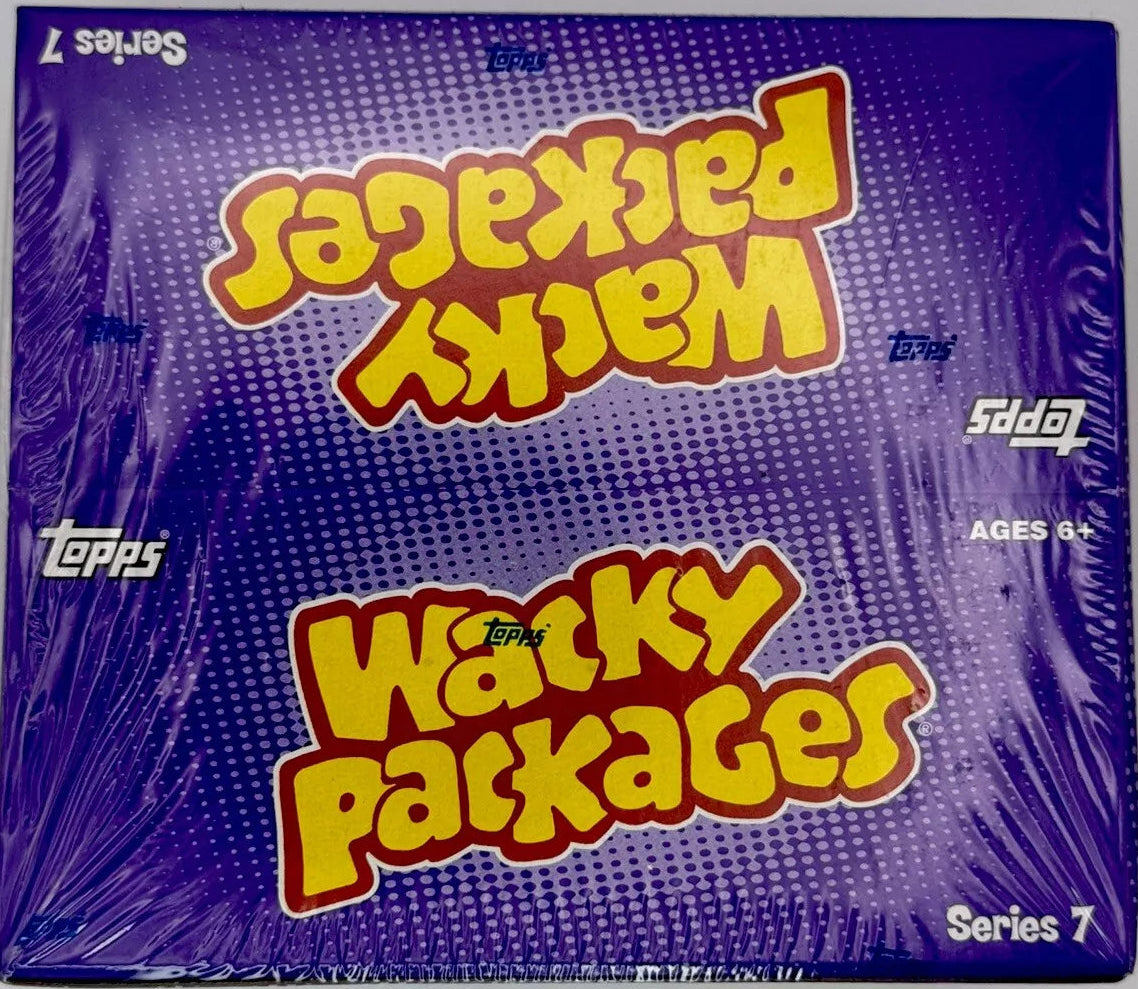 Series 7
Topps
Packages
®
Wacky
Topps
Topps
Topps
®
Topps®
AGES 6+
Wacky
Topps
Packages
®
Series 7